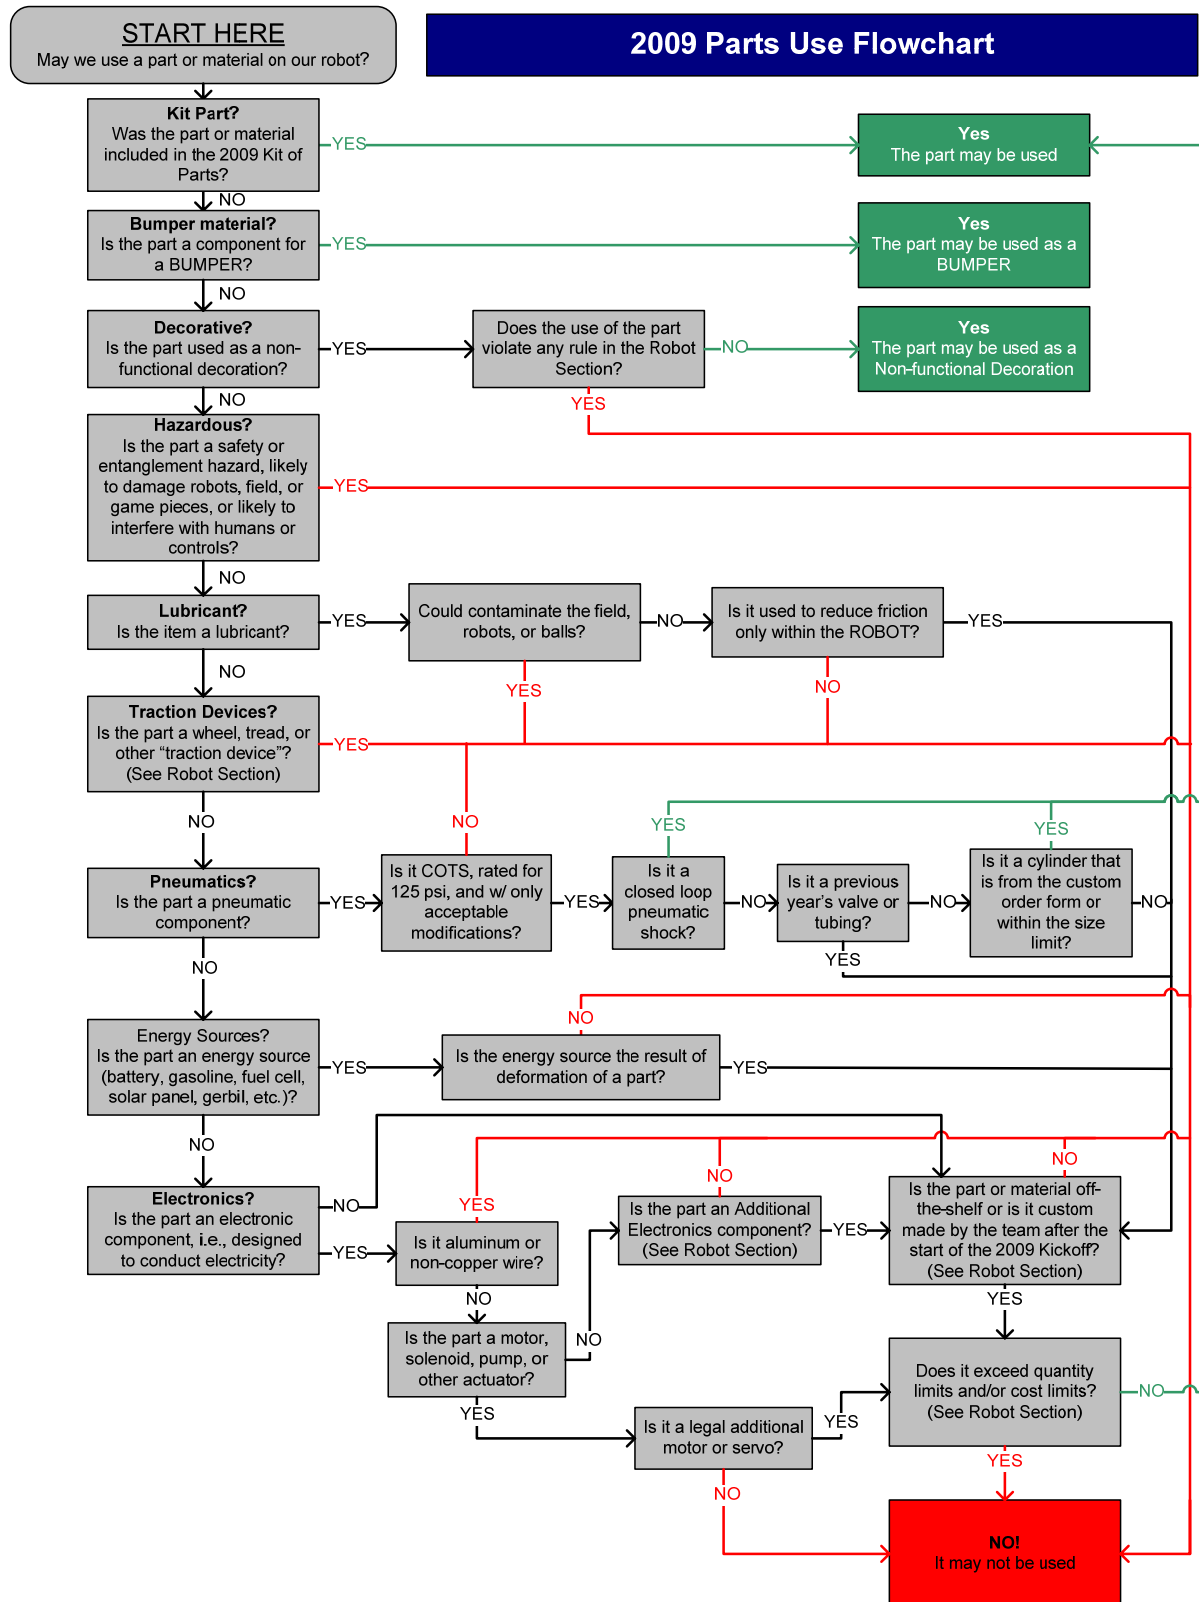 START HERE
May we use a part or material on our robot?
2009 Parts Use Flowchart
Kit Part?
Was the part or material
included in the 2009 Kit of
Parts?
YES
Yes
The part may be used
NO
Bumper material?
Is the part a component for
a BUMPER?
YES
Yes
The part may be used as a
BUMPER
NO
Decorative?
Is the part used as a non-
functional decoration?
YES
Does the use of the part
violate any rule in the Robot
Section?
NO
Yes
The part may be used as a
Non-functional Decoration
YES
NO
Hazardous?
Is the part a safety or
entanglement hazard, likely
to damage robots, field, or
game pieces, or likely to
interfere with humans or
controls?
YES
NO
Lubricant?
Is the item a lubricant?
YES
Could contaminate the field,
robots, or balls?
NO
Is it used to reduce friction
only within the ROBOT?
YES
YES
NO
NO
Traction Devices?
Is the part a wheel, tread, or
other “traction device”?
(See Robot Section)
YES
NO
NO
YES
YES
Pneumatics?
Is the part a pneumatic
component?
YES
Is it COTS, rated for
125 psi, and w/ only
acceptable
modifications?
YES
Is it a
closed loop
pneumatic
shock?
NO
Is it a previous
year's valve or
tubing?
NO
Is it a cylinder that
is from the custom
order form or
within the size
limit?
NO
YES
NO
NO
Energy Sources?
Is the part an energy source
(battery, gasoline, fuel cell,
solar panel, gerbil, etc.)?
YES
Is the energy source the result of
deformation of a part?
YES
NO
Electronics?
Is the part an electronic
component, i.e., designed
to conduct electricity?
NO
YES
YES
Is it aluminum or
non-copper wire?
NO
NO
Is the part an Additional
Electronics component?
(See Robot Section)
YES
NO
Is the part or material off-
the-shelf or is it custom
made by the team after the
start of the 2009 Kickoff?
(See Robot Section)
YES
Is the part a motor,
solenoid, pump, or
other actuator?
NO
YES
Is it a legal additional
motor or servo?
YES
NO
Does it exceed quantity
limits and/or cost limits?
(See Robot Section)
NO
YES
NO!
It may not be used